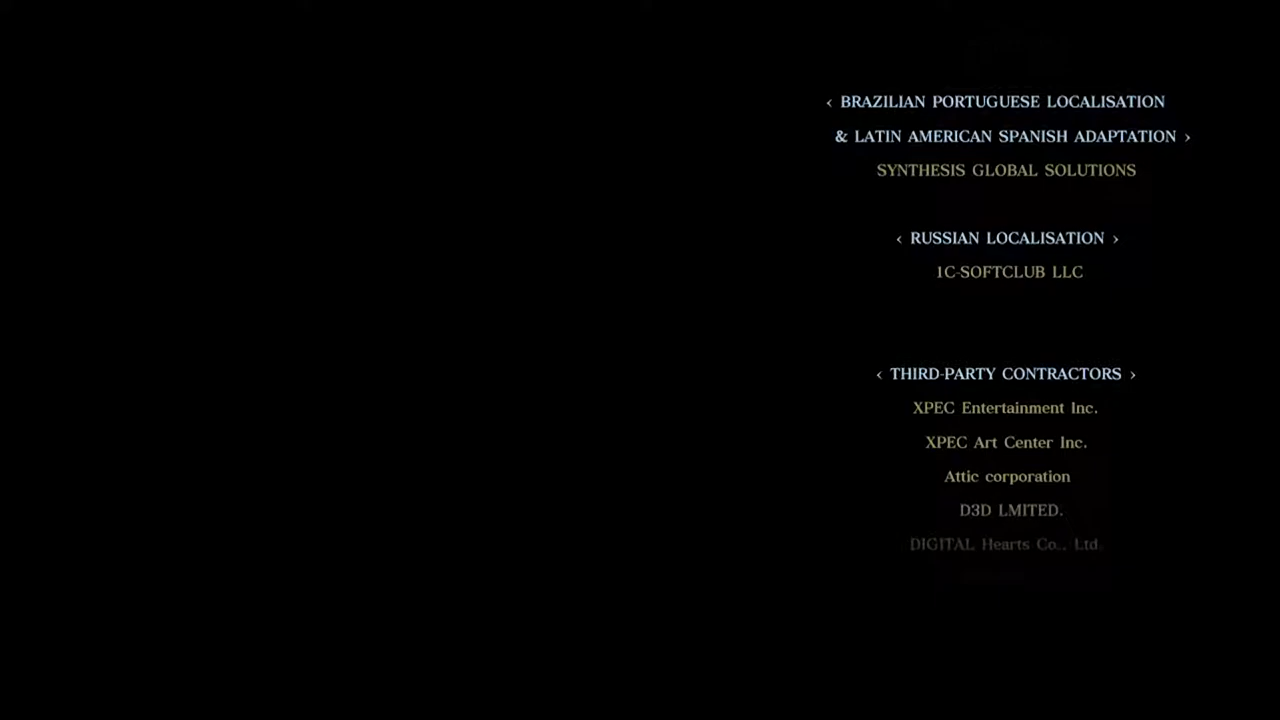 ‹ BRAZILIAN PORTUGUESE LOCALISATION
& LATIN AMERICAN SPANISH ADAPTATION ›
SYNTHESIS GLOBAL SOLUTIONS
‹ RUSSIAN LOCALISATION ›
1C-SOFTCLUB LLC
‹ THIRD-PARTY CONTRACTORS ›
XPEC Entertainment Inc.
XPEC Art Center Inc.
Attic corporation
D3D LMITED.
DIGITAL Hearts Co., Ltd.